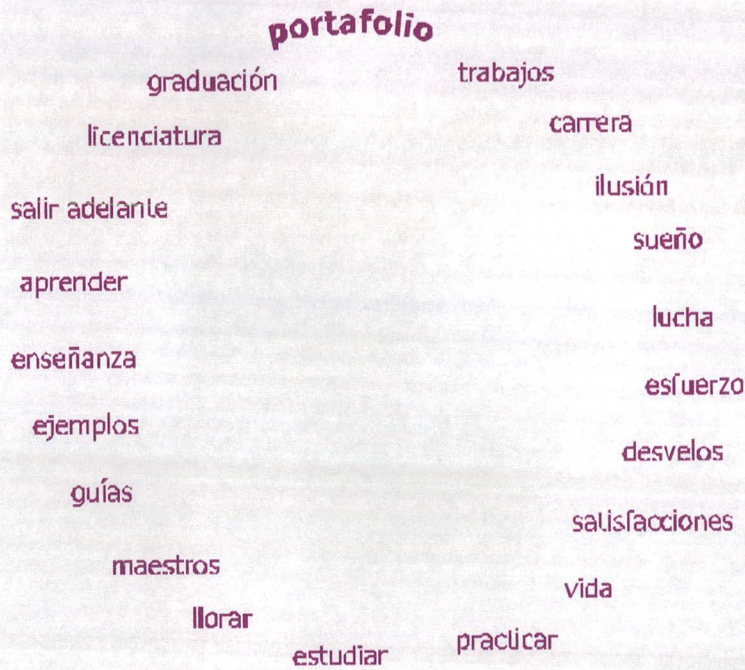 portafolio
trabajos
carrera
ilusión
sueño
lucha
esfuerzo
desvelos
satisfacciones
vida
practicar
estudiar
llorar
maestros
guías
ejemplos
enseñanza
aprender
salir adelante
licenciatura
graduación